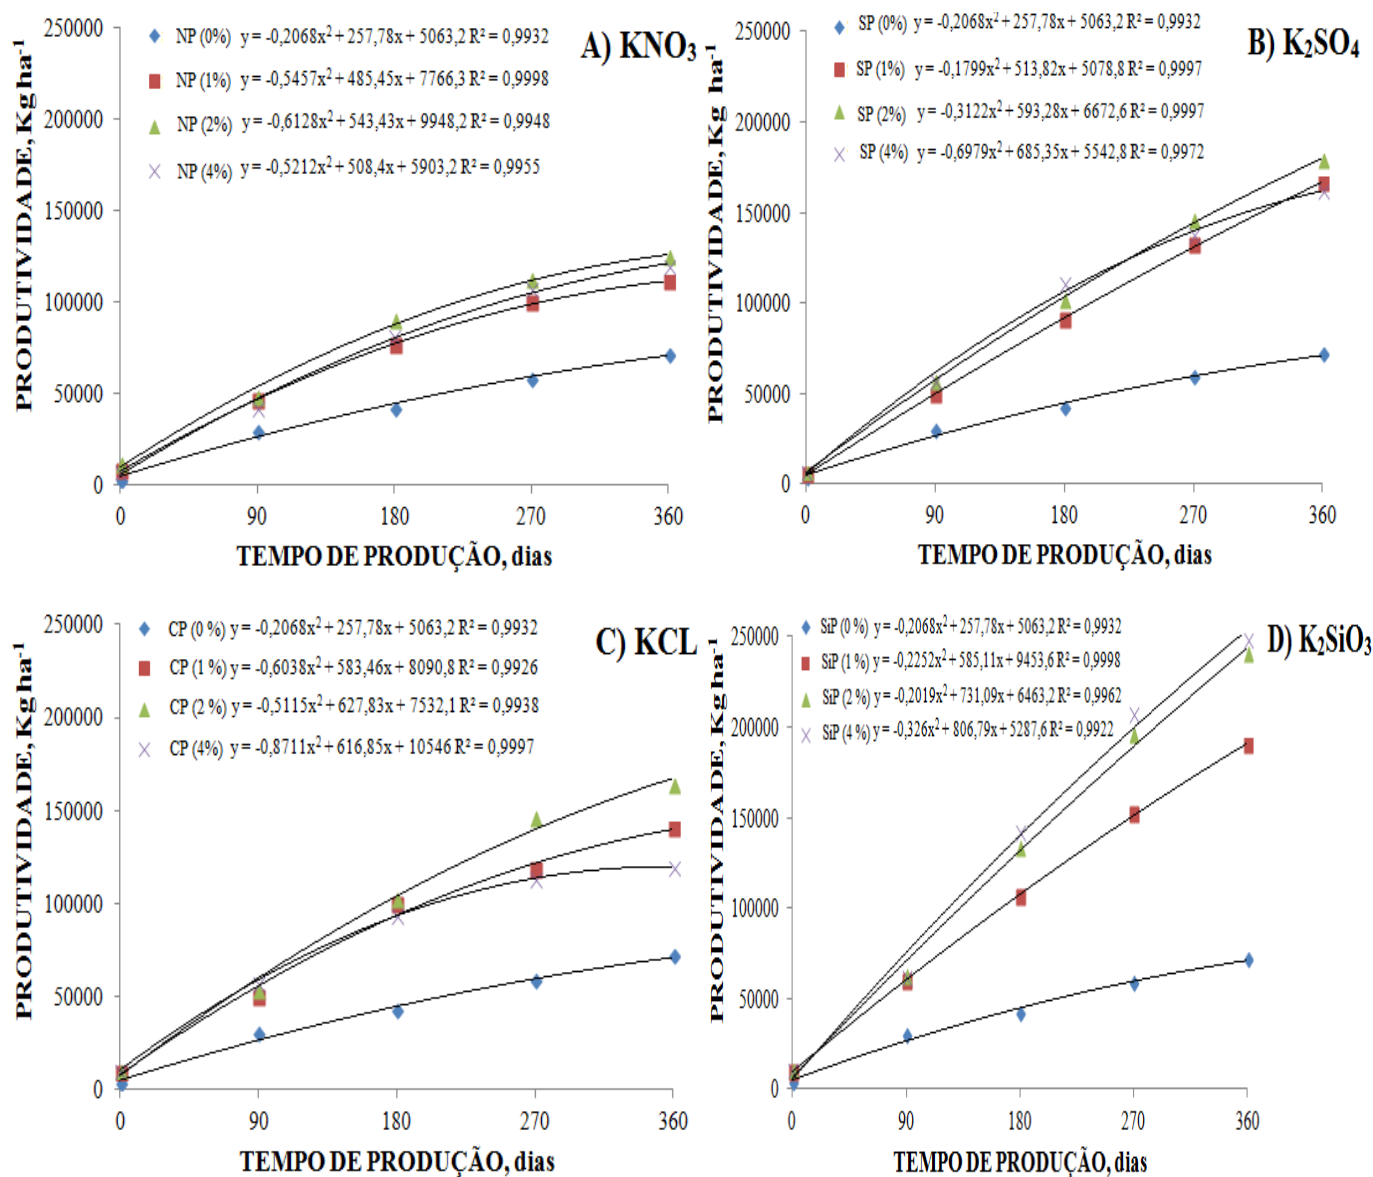 A) KNO₃
NP (0%) y = -0,2068x² + 257,78x + 5063,2 R² = 0,9932
NP (1%) y = -0,5457x² + 485,45x + 7766,3 R² = 0,9998
NP (2%) y = -0,6128x² + 543,43x + 9948,2 R² = 0,9948
NP (4%) y = -0,5212x² + 508,4x + 5903,2 R² = 0,9955
PRODUTIVIDADE, Kg ha⁻¹
250000
200000
150000
100000
50000
0
0 90 180 270 360
TEMPO DE PRODUÇÃO, dias
B) K₂SO₄
SP (0%) y = -0,2068x² + 257,78x + 5063,2 R² = 0,9932
SP (1%) y = -0,1799x² + 513,82x + 5078,8 R² = 0,9997
SP (2%) y = -0,3122x² + 593,28x + 6672,6 R² = 0,9997
SP (4%) y = -0,6979x² + 685,35x + 5542,8 R² = 0,9972
PRODUTIVIDADE, Kg ha⁻¹
250000
200000
150000
100000
50000
0
0 90 180 270 360
TEMPO DE PRODUÇÃO, dias
C) KCL
CP (0 %) y = -0,2068x² + 257,78x + 5063,2 R² = 0,9932
CP (1 %) y = -0,6038x² + 583,46x + 8090,8 R² = 0,9926
CP (2 %) y = -0,5115x² + 627,83x + 7532,1 R² = 0,9938
CP (4%) y = -0,8711x² + 616,85x + 10546 R² = 0,9997
PRODUTIVIDADE, Kg ha⁻¹
250000
200000
150000
100000
50000
0
0 90 180 270 360
TEMPO DE PRODUÇÃO, dias
D) K₂SiO₃
SiP (0 %) y = -0,2068x² + 257,78x + 5063,2 R² = 0,9932
SiP (1 %) y = -0,2252x² + 585,11x + 9453,6 R² = 0,9998
SiP (2 %) y = -0,2019x² + 731,09x + 6463,2 R² = 0,9962
SiP (4 %) y = -0,326x² + 806,79x + 5287,6 R² = 0,9922
PRODUTIVIDADE, Kg ha⁻¹
250000
200000
150000
100000
50000
0
0 90 180 270 360
TEMPO DE PRODUÇÃO, dias